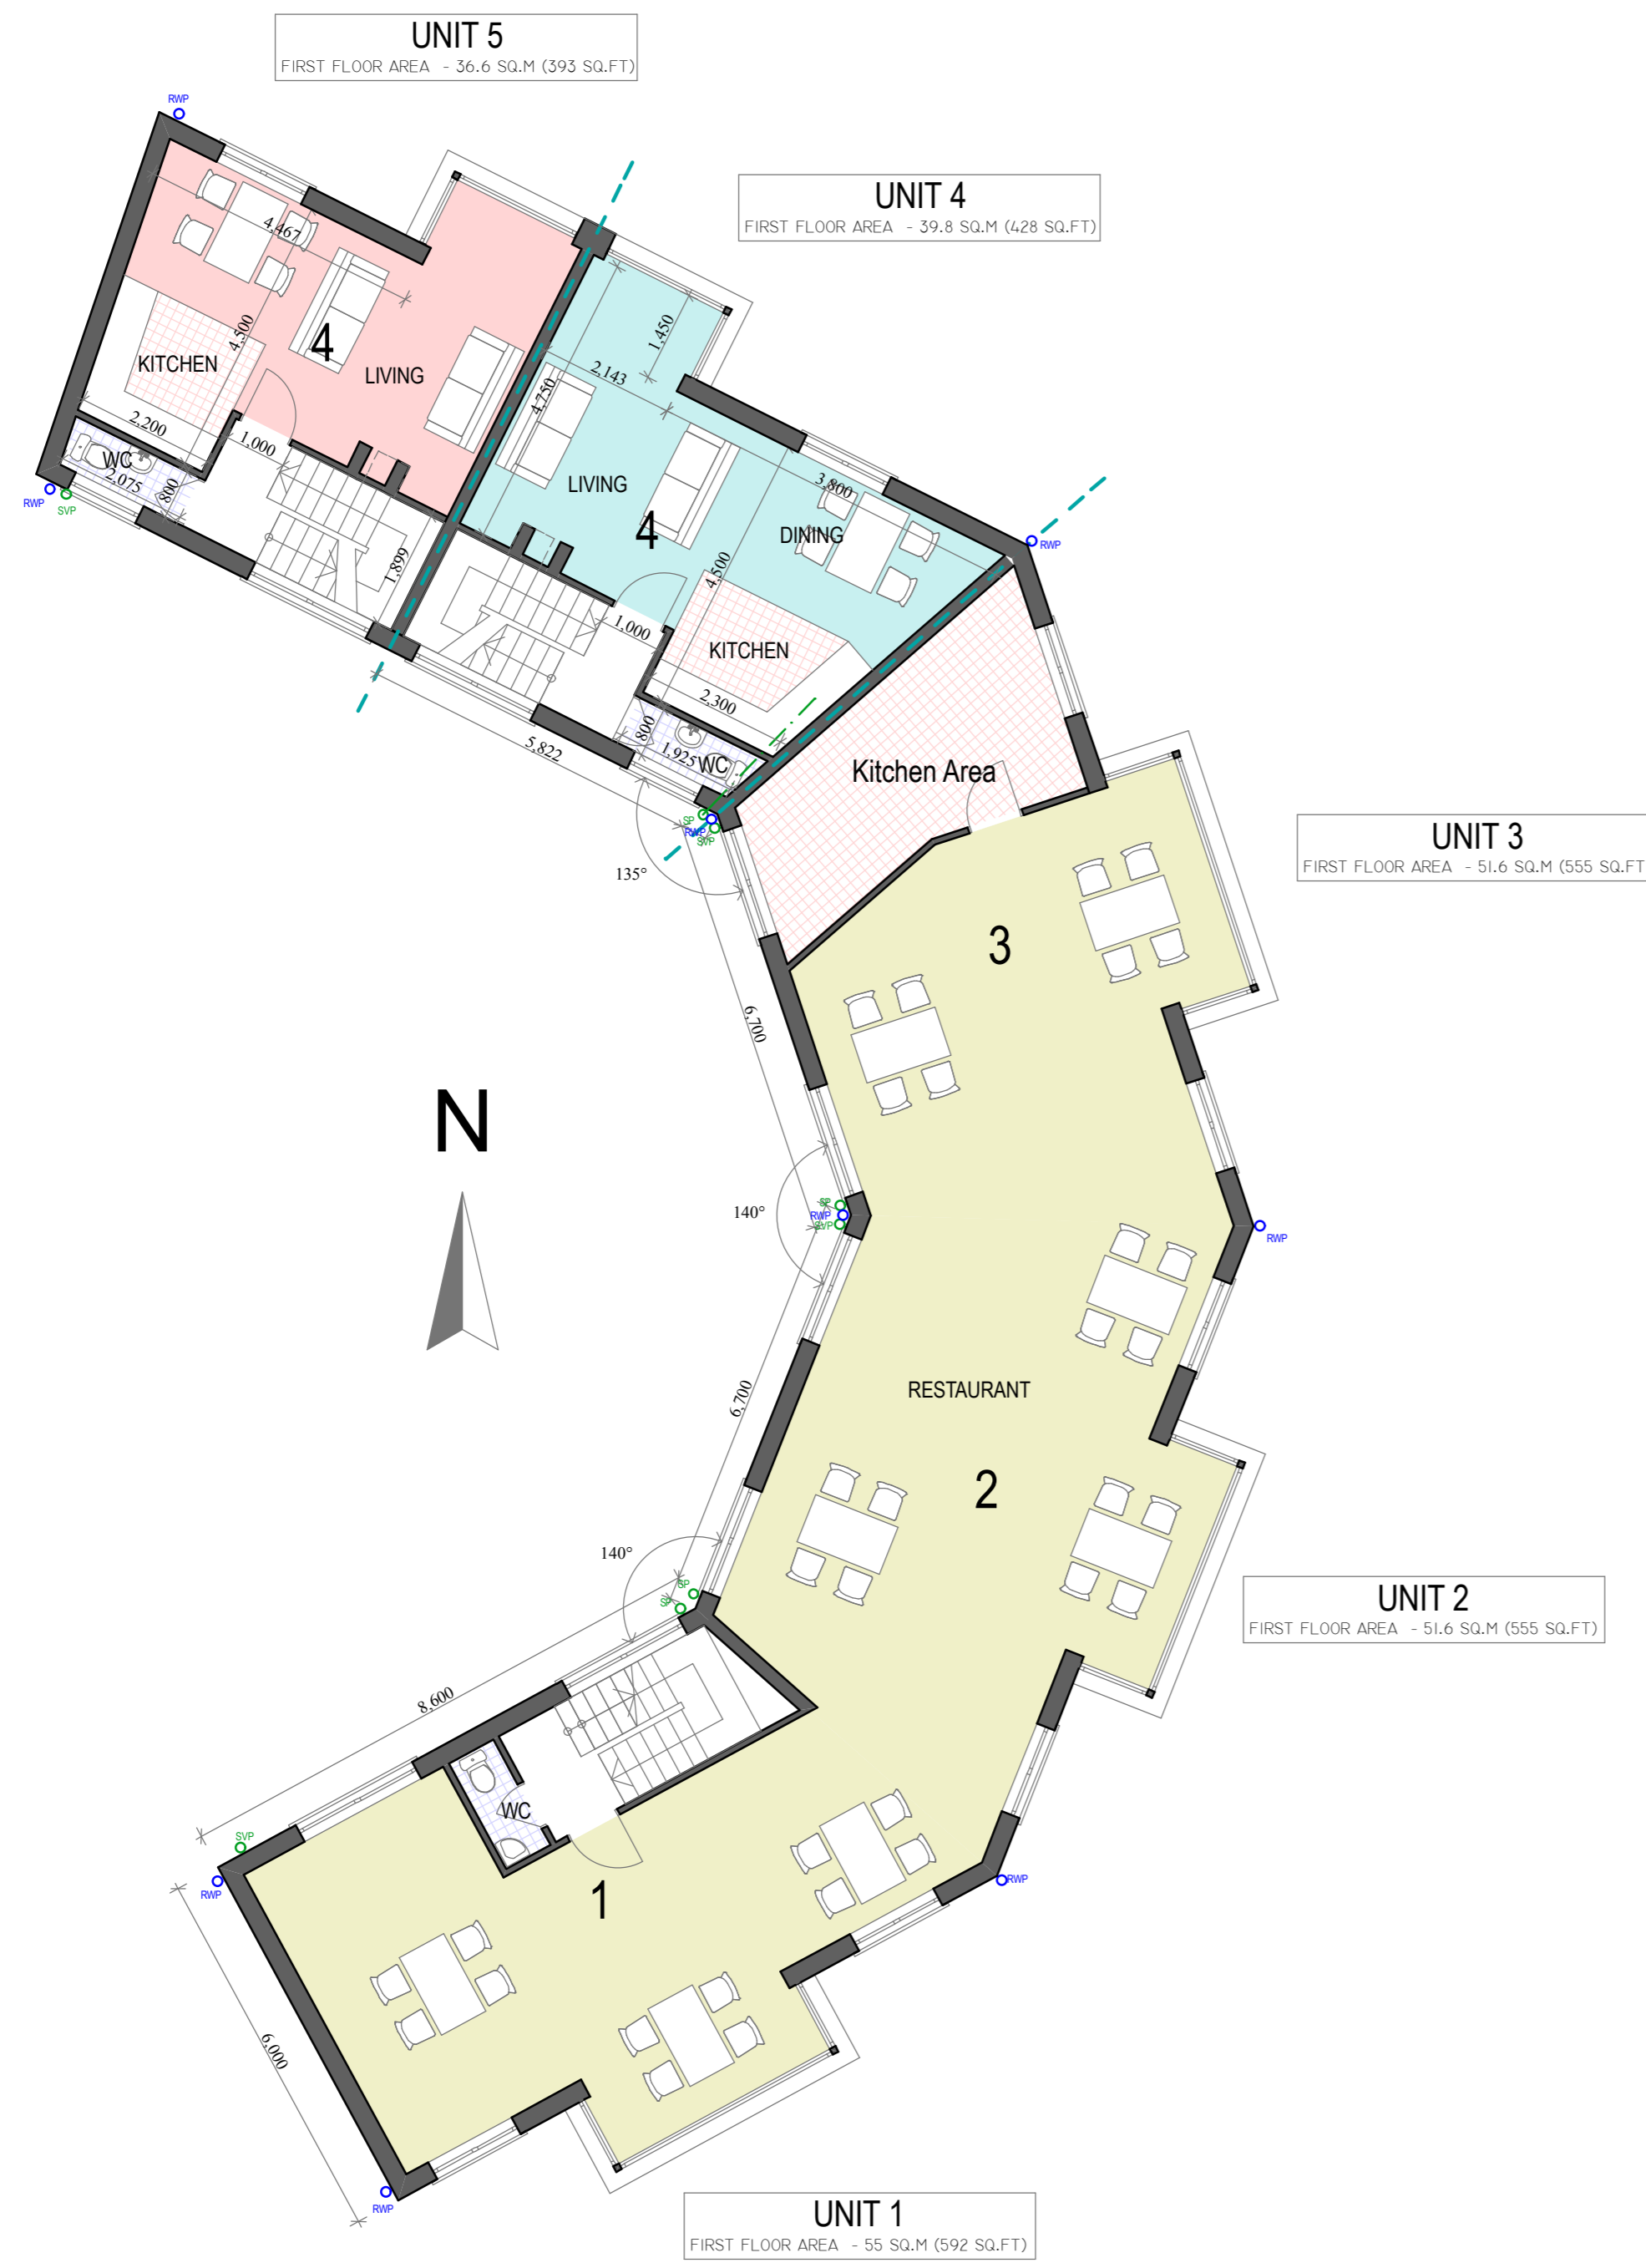 UNIT 5
FIRST FLOOR AREA - 36.6 SQ.M (393 SQ.FT)
RWP
UNIT 4
FIRST FLOOR AREA - 39.8 SQ.M (428 SQ.FT)
4,467
4,500
4
KITCHEN
LIVING
2,200
1,000
WC
2,075
800
RWP
SVP
1,899
1,450
2,143
4,750
LIVING
3,800
4
DINING
4,500
RWP
1,000
KITCHEN
2,300
800
1,925
WC
5,822
Kitchen Area
SP
RWP
SVP
135°
UNIT 3
FIRST FLOOR AREA - 51.6 SQ.M (555 SQ.FT
3
6,700
N
140°
SP
RWP
SVP
RWP
RESTAURANT
6,700
2
140°
SP
SP
UNIT 2
FIRST FLOOR AREA - 51.6 SQ.M (555 SQ.FT)
8,600
WC
SVP
RWP
1
RWP
6,000
RWP
UNIT 1
FIRST FLOOR AREA - 55 SQ.M (592 SQ.FT)